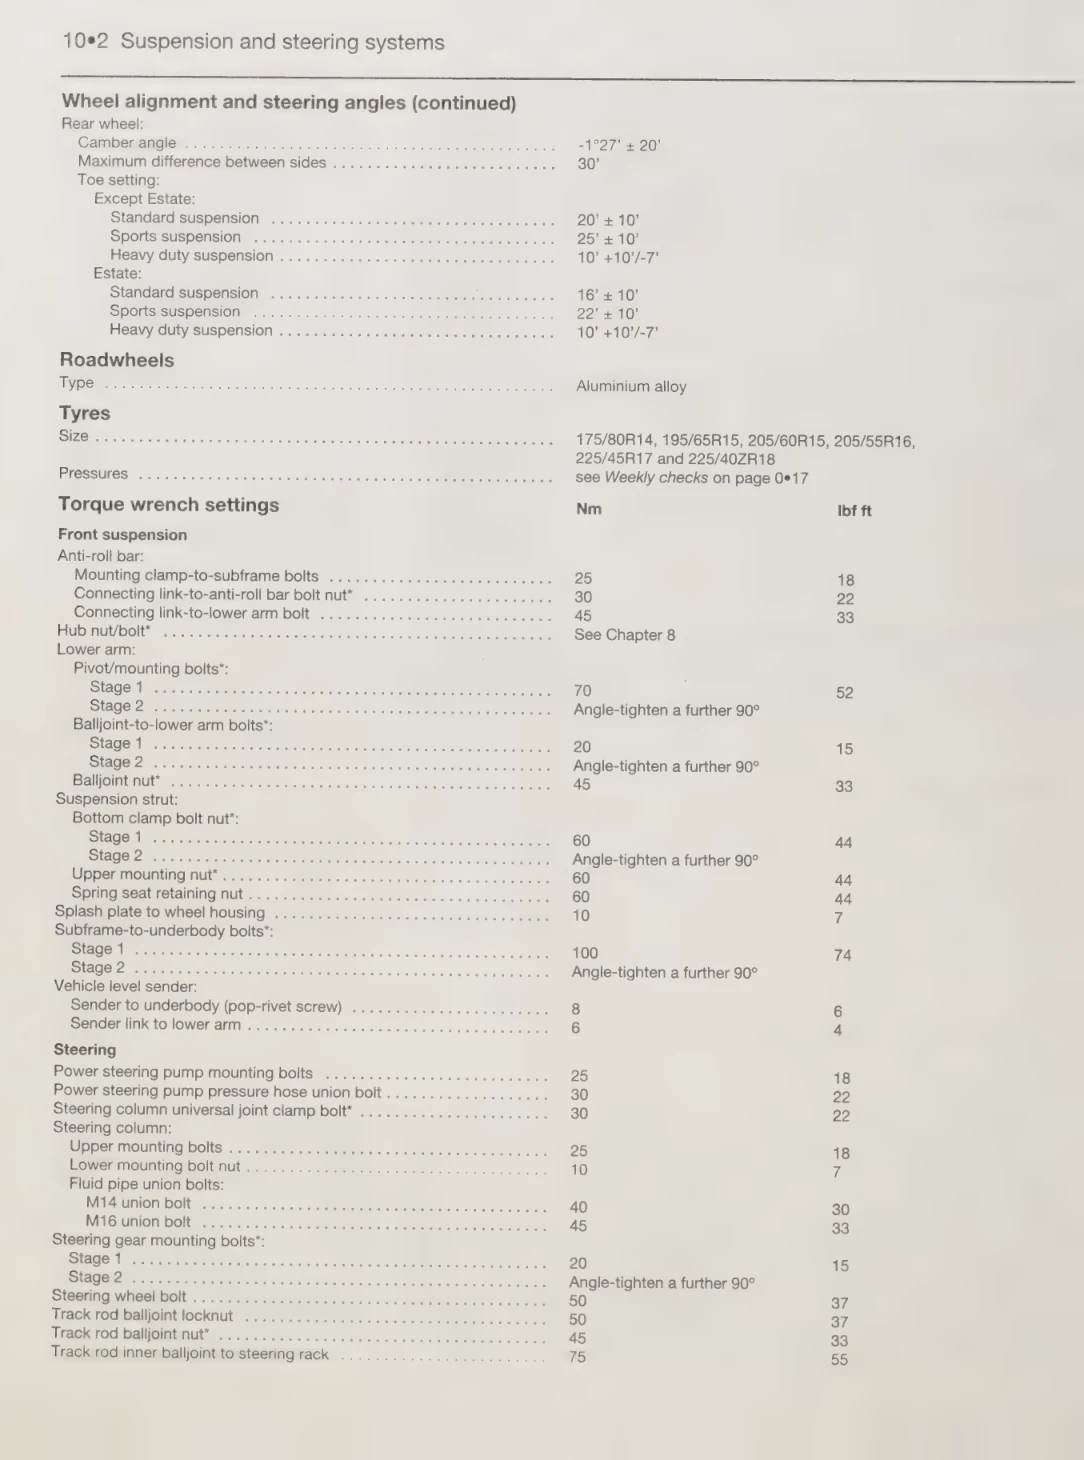 10•2 Suspension and steering systems
Wheel alignment and steering angles (continued)
Rear wheel:
Camber angle -1°27' ± 20'
Maximum difference between sides 30'
Toe setting:
Except Estate:
Standard suspension 20' ± 10'
Sports suspension 25' ± 10'
Heavy duty suspension 10' +10'/-7'
Estate:
Standard suspension 16' ± 10'
Sports suspension 22' ± 10'
Heavy duty suspension 10' +10'/-7'
Roadwheels
Type Aluminium alloy
Tyres
Size 175/80R14, 195/65R15, 205/60R15, 205/55R16,
225/45R17 and 225/40ZR18
Pressures see Weekly checks on page 0•17
Torque wrench settings Nm lbf ft
Front suspension
Anti-roll bar:
Mounting clamp-to-subframe bolts 25 18
Connecting link-to-anti-roll bar bolt nut* 30 22
Connecting link-to-lower arm bolt 45 33
Hub nut/bolt* See Chapter 8
Lower arm:
Pivot/mounting bolts*:
Stage 1 70 52
Stage 2 Angle-tighten a further 90°
Balljoint-to-lower arm bolts*:
Stage 1 20 15
Stage 2 Angle-tighten a further 90°
Balljoint nut* 45 33
Suspension strut:
Bottom clamp bolt nut*:
Stage 1 60 44
Stage 2 Angle-tighten a further 90°
Upper mounting nut* 60 44
Spring seat retaining nut 60 44
Splash plate to wheel housing 10 7
Subframe-to-underbody bolts*:
Stage 1 100 74
Stage 2 Angle-tighten a further 90°
Vehicle level sender:
Sender to underbody (pop-rivet screw) 8 6
Sender link to lower arm 6 4
Steering
Power steering pump mounting bolts 25 18
Power steering pump pressure hose union bolt 30 22
Steering column universal joint clamp bolt* 30 22
Steering column:
Upper mounting bolts 25 18
Lower mounting bolt nut 10 7
Fluid pipe union bolts:
M14 union bolt 40 30
M16 union bolt 45 33
Steering gear mounting bolts*:
Stage 1 20 15
Stage 2 Angle-tighten a further 90°
Steering wheel bolt 50 37
Track rod balljoint locknut 50 37
Track rod balljoint nut* 45 33
Track rod inner balljoint to steering rack 75 55